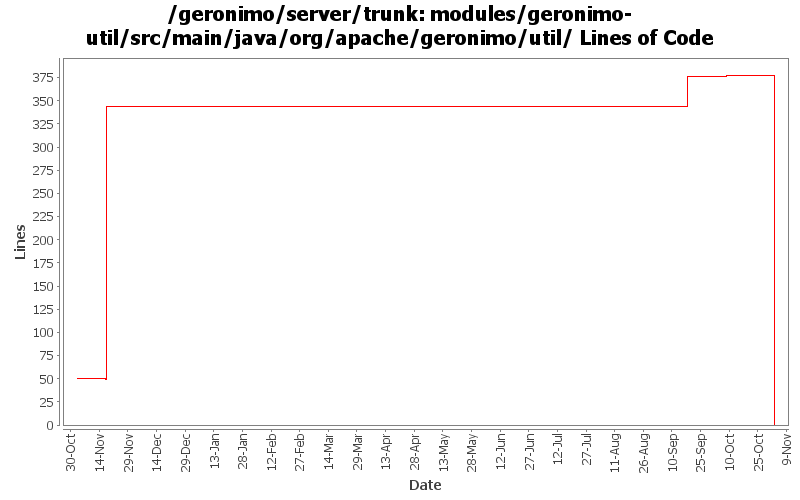 /geronimo/server/trunk: modules/geronimo-
util/src/main/java/org/apache/geronimo/util/ Lines of Code
375
350
325
300
275
250
225
200
175
150
125
100
75
50
25
0
Lines
30-Oct
14-Nov
29-Nov
14-Dec
29-Dec
13-Jan
28-Jan
12-Feb
27-Feb
14-Mar
29-Mar
13-Apr
28-Apr
13-May
28-May
12-Jun
27-Jun
12-Jul
27-Jul
11-Aug
26-Aug
10-Sep
25-Sep
10-Oct
25-Oct
9-Nov
Date